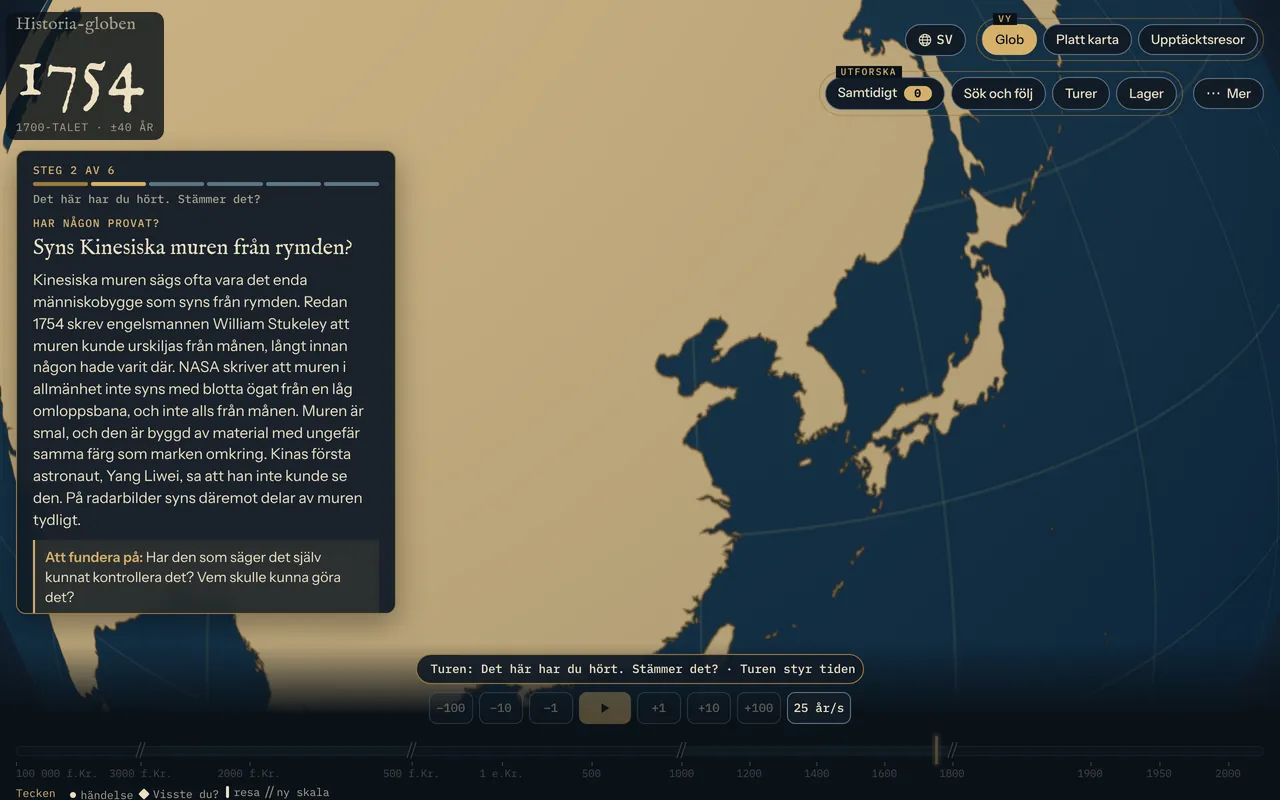 Historia-globen
1754
1700-TALET · ±40 ÅR
SV
VY
Glob
Platt karta
Upptäcktsresor
UTFORSKA
Samtidigt 0
Sök och följ
Turer
Lager
··· Mer
STEG 2 AV 6
Det här har du hört. Stämmer det?
HAR NÅGON PROVAT?
Syns Kinesiska muren från rymden?
Kinesiska muren sägs ofta vara det enda
människobygge som syns från rymden. Redan
1754 skrev engelsmannen William Stukeley att
muren kunde urskiljas från månen, långt innan
någon hade varit där. NASA skriver att muren i
allmänhet inte syns med blotta ögat från en låg
omloppsbana, och inte alls från månen. Muren är
smal, och den är byggd av material med ungefär
samma färg som marken omkring. Kinas första
astronaut, Yang Liwei, sa att han inte kunde se
den. På radarbilder syns däremot delar av muren
tydligt.
Att fundera på: Har den som säger det själv
kunnat kontrollera det? Vem skulle kunna göra
det?
Turen: Det här har du hört. Stämmer det? · Turen styr tiden
−100
−10
−1
+1
+10
+100
25 år/s
100 000 f.Kr.
3000 f.Kr.
2000 f.Kr.
500 f.Kr.
1 e.Kr.
500
1000
1200
1400
1600
1800
1900
1950
2000
Tecken
händelse
Visste du?
resa
// ny skala